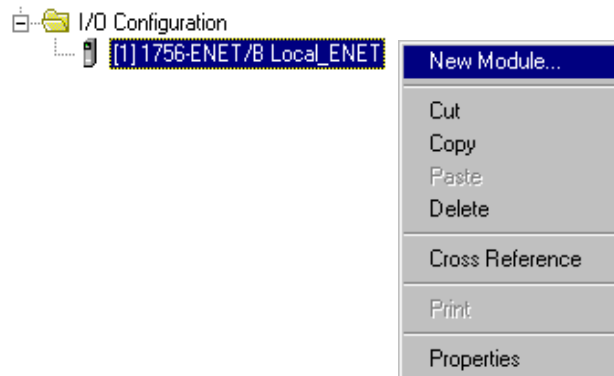 I/O Configuration
[1] 1756-ENET/B Local_ENET
New Module...
Cut
Copy
Paste
Delete
Cross Reference
Print
Properties